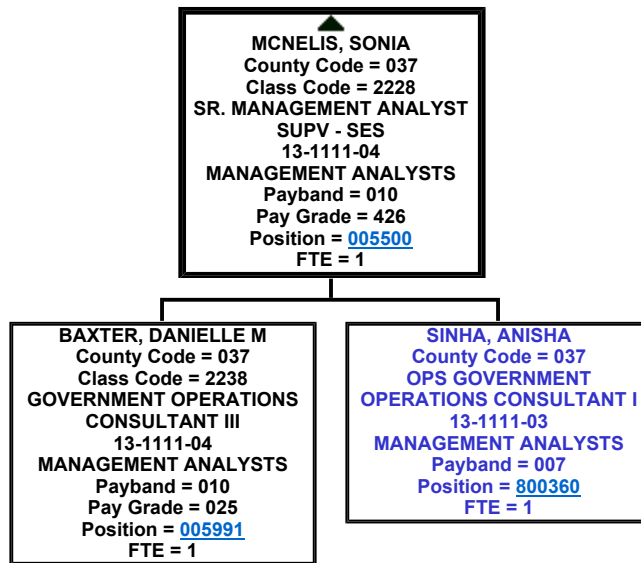 MCNELIS, SONIA
County Code = 037
Class Code = 2228
SR. MANAGEMENT ANALYST
SUPV - SES
13-1111-04
MANAGEMENT ANALYSTS
Payband = 010
Pay Grade = 426
Position = 005500
FTE = 1
BAXTER, DANIELLE M
County Code = 037
Class Code = 2238
GOVERNMENT OPERATIONS
CONSULTANT III
13-1111-04
MANAGEMENT ANALYSTS
Payband = 010
Pay Grade = 025
Position = 005991
FTE = 1
SINHA, ANISHA
County Code = 037
OPS GOVERNMENT
OPERATIONS CONSULTANT I
13-1111-03
MANAGEMENT ANALYSTS
Payband = 007
Position = 800360
FTE = 1